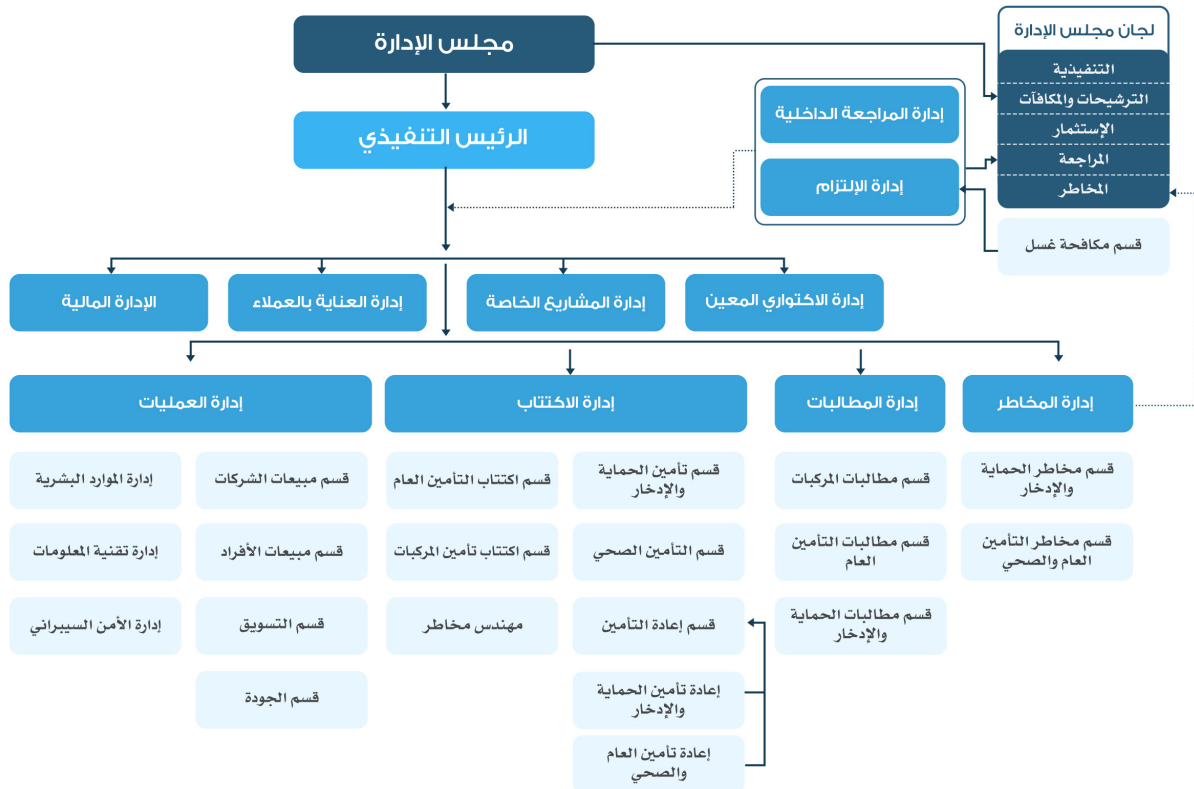 مجلس الإدارة
لجان مجلس الإدارة
التنفيذية
الترشيحات والمكافآت
الإستثمار
المراجعة
المخاطر
الرئيس التنفيذي
إدارة المراجعة الداخلية
إدارة الإلتزام
قسم مكافحة غسل
إدارة الاكتواري المعين
إدارة المشاريع الخاصة
إدارة العناية بالعملاء
الإدارة المالية
إدارة المخاطر
إدارة المطالبات
إدارة الاكتتاب
إدارة العمليات
قسم مخاطر الحماية
والإدخار
قسم مخاطر التأمين
العام والصحي
قسم مطالبات المركبات
قسم مطالبات التأمين
العام
قسم مطالبات الحماية
والإدخار
قسم تأمين الحماية
والإدخار
قسم التأمين الصحي
قسم إعادة التأمين
إعادة تأمين الحماية
والإدخار
إعادة تأمين العام
والصحي
قسم اكتتاب التأمين العام
قسم اكتتاب تأمين المركبات
مهندس مخاطر
قسم مبيعات الشركات
قسم مبيعات الأفراد
قسم التسويق
قسم الجودة
إدارة الموارد البشرية
إدارة تقنية المعلومات
إدارة الأمن السيبراني